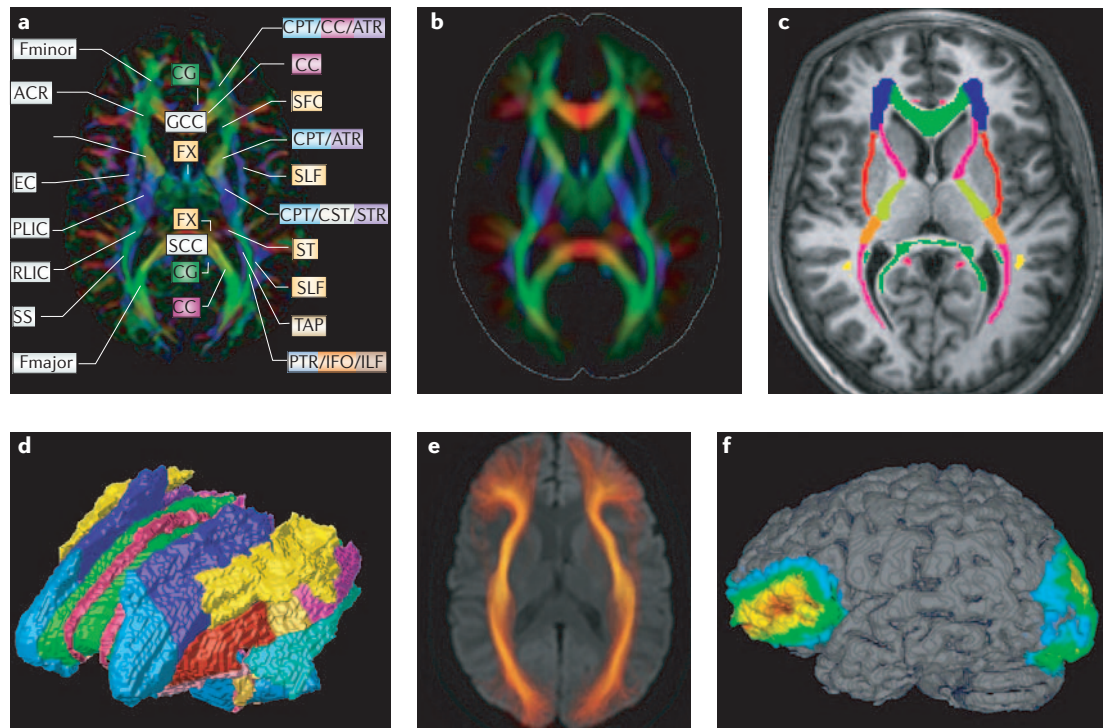 a
CPT/CC/ATR
Fminor
CG
CC
ACR
SFO
GCC
CPT/ATR
FX
SLF
EC
CPT/CST/STR
PLIC
FX
SCC
ST
RLIC
CG
SLF
SS
CC
TAP
Fmajor
PTR/IFO/ILF
b
c
d
e
f